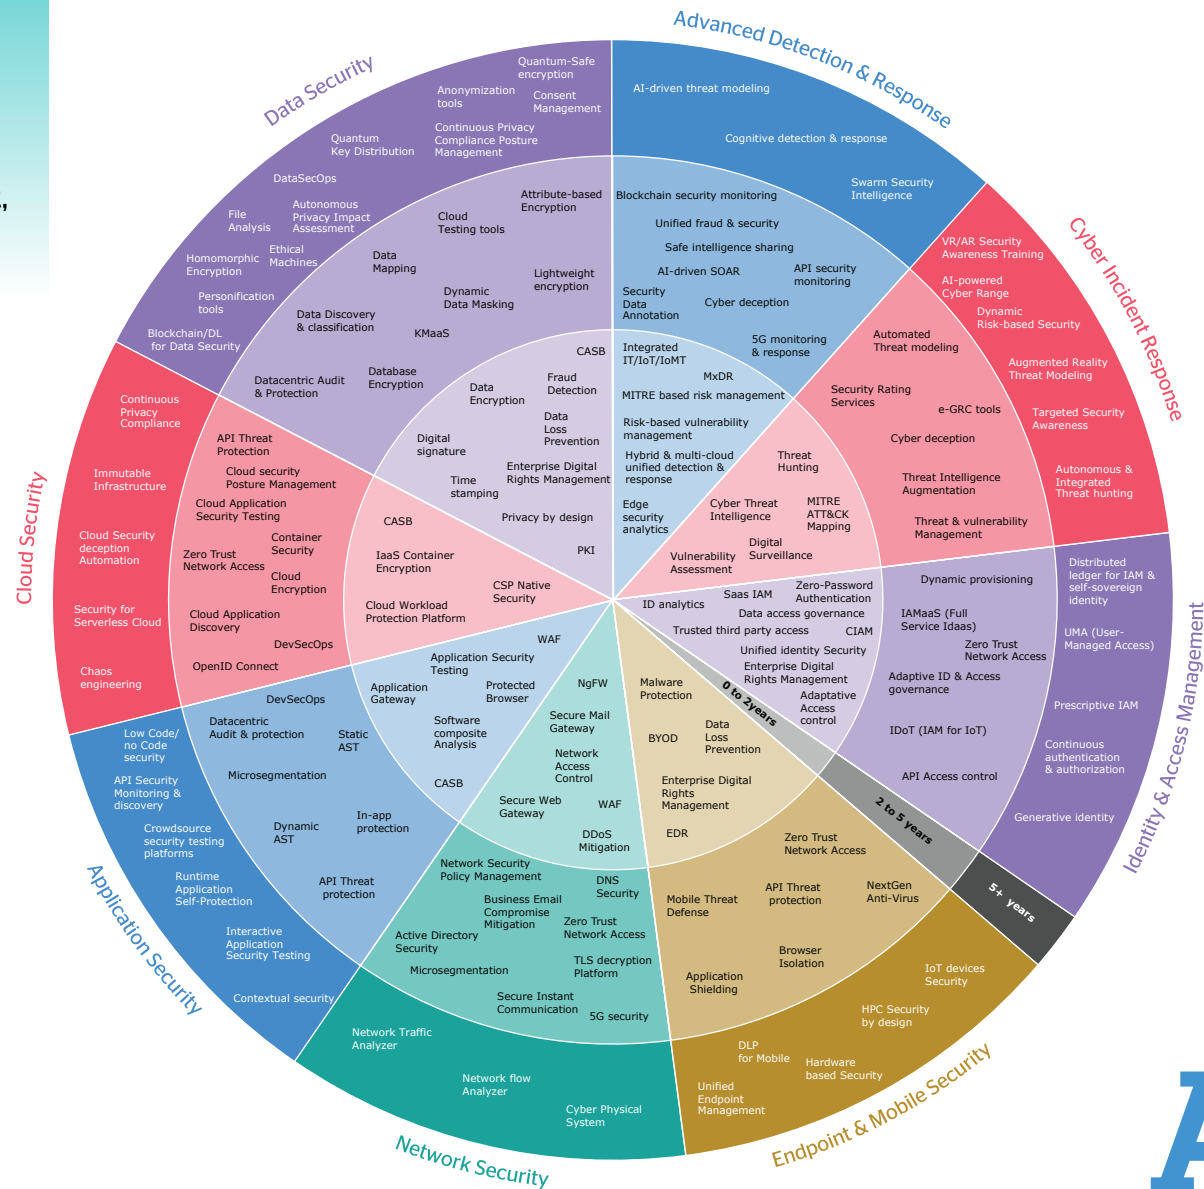 Advanced Detection & Response
AI-driven threat modeling
Cognitive detection & response
Swarm Security
Intelligence
Blockchain security monitoring
Unified fraud & security
Safe intelligence sharing
AI-driven SOAR
API security
monitoring
Security
Data
Annotation
Cyber deception
5G monitoring
& response
Integrated
IT/IoT/IoMT
MxDR
MITRE based risk management
Risk-based vulnerability
management
Hybrid & multi-cloud
unified detection &
response
Edge
security
analytics
Cyber Incident Response
VR/AR Security
Awareness Training
AI-powered
Cyber Range
Dynamic
Risk-based Security
Augmented Reality
Threat Modeling
Targeted Security
Awareness
Autonomous &
Integrated
Threat hunting
Automated
Threat modeling
Security Rating
Services
e-GRC tools
Cyber deception
Threat Intelligence
Augmentation
Threat & vulnerability
Management
Threat
Hunting
Cyber Threat
Intelligence
MITRE
ATT&CK
Mapping
Digital
Surveillance
Vulnerability
Assessment
Identity & Access Management
Distributed
ledger for IAM &
self-sovereign
identity
UMA (User-
Managed Access)
Prescriptive IAM
Continuous
authentication
& authorization
Generative identity
Dynamic provisioning
IAMaaS (Full
Service Idaas)
Zero Trust
Network Access
Adaptive ID & Access
governance
IDoT (IAM for IoT)
API Access control
Zero-Password
Authentication
Saas IAM
ID analytics
Data access governance
Trusted third party access
CIAM
Unified identity Security
Enterprise Digital
Rights Management
Adaptative
Access
control
0 to 2years
2 to 5 years
5+ years
Endpoint & Mobile Security
IoT devices
Security
HPC Security
by design
DLP
for Mobile
Hardware
based Security
Unified
Endpoint
Management
Zero Trust
Network Access
API Threat
protection
NextGen
Anti-Virus
Mobile Threat
Defense
Browser
Isolation
Application
Shielding
Malware
Protection
BYOD
Data
Loss
Prevention
Enterprise Digital
Rights
Management
EDR
Network Security
Network Traffic
Analyzer
Network flow
Analyzer
Cyber Physical
System
Network Security
Policy Management
DNS
Security
Business Email
Compromise
Mitigation
Zero Trust
Network Access
Active Directory
Security
TLS decryption
Platform
Microsegmentation
Secure Instant
Communication
5G security
NgFW
Secure Mail
Gateway
Network
Access
Control
Secure Web
Gateway
WAF
DDoS
Mitigation
Application Security
Low Code/
no Code
security
API Security
Monitoring &
discovery
Crowdsource
security testing
platforms
Runtime
Application
Self-Protection
Interactive
Application
Security Testing
Contextual security
DevSecOps
Datacentric
Audit & protection
Static
AST
Microsegmentation
In-app
protection
Dynamic
AST
API Threat
protection
WAF
Application Security
Testing
Application
Gateway
Protected
Browser
Software
composite
Analysis
CASB
Cloud Security
Continuous
Privacy
Compliance
Immutable
Infrastructure
Cloud Security
deception
Automation
Security for
Serverless Cloud
Chaos
engineering
API Threat
Protection
Cloud security
Posture Management
Cloud Application
Security Testing
Container
Security
Zero Trust
Network Access
Cloud
Encryption
Cloud Application
Discovery
DevSecOps
OpenID Connect
CASB
IaaS Container
Encryption
CSP Native
Security
Cloud Workload
Protection Platform
Data Security
Quantum-Safe
encryption
Anonymization
tools
Consent
Management
Continuous Privacy
Compliance Posture
Management
Quantum
Key Distribution
DataSecOps
Autonomous
Privacy Impact
Assessment
File
Analysis
Ethical
Machines
Homomorphic
Encryption
Personification
tools
Blockchain/DL
for Data Security
Attribute-based
Encryption
Cloud
Testing tools
Data
Mapping
Lightweight
encryption
Dynamic
Data Masking
Data Discovery
& classification
KMaaS
Database
Encryption
Datacentric Audit
& Protection
CASB
Fraud
Detection
Data
Encryption
Data
Loss
Prevention
Digital
signature
Enterprise Digital
Rights Management
Time
stamping
Privacy by design
PKI